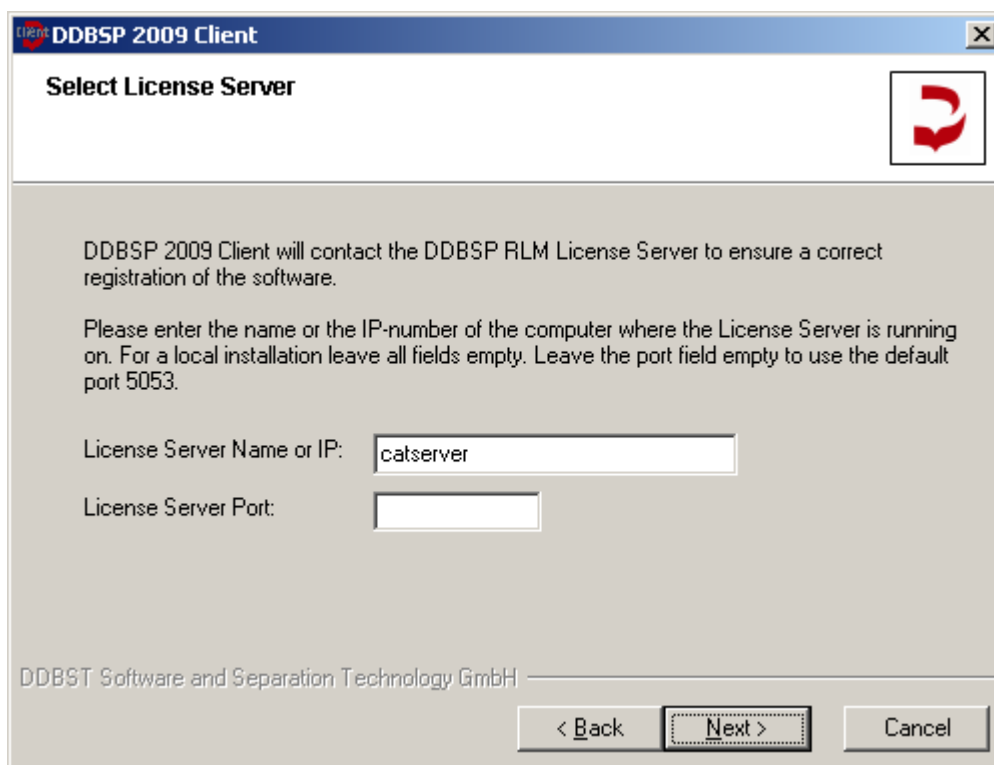 Client DDBSP 2009 Client
Select License Server
DDBSP 2009 Client will contact the DDBSP RLM License Server to ensure a correct
registration of the software.
Please enter the name or the IP-number of the computer where the License Server is running
on. For a local installation leave all fields empty. Leave the port field empty to use the default
port 5053.
License Server Name or IP: catserver
License Server Port:
DDBST Software and Separation Technology GmbH
< Back Next > Cancel